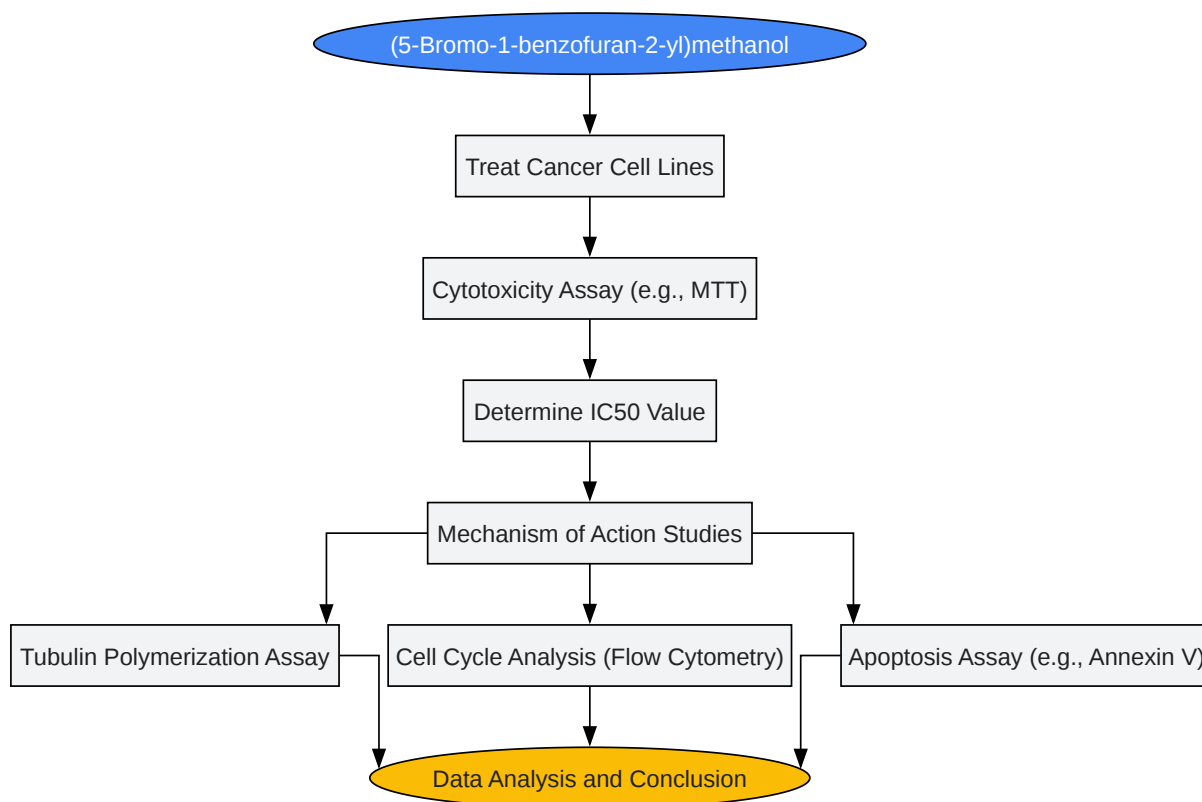 (5-Bromo-1-benzofuran-2-yl)methanol
Treat Cancer Cell Lines
Cytotoxicity Assay (e.g., MTT)
Determine IC50 Value
Mechanism of Action Studies
Tubulin Polymerization Assay
Cell Cycle Analysis (Flow Cytometry)
Apoptosis Assay (e.g., Annexin V)
Data Analysis and Conclusion